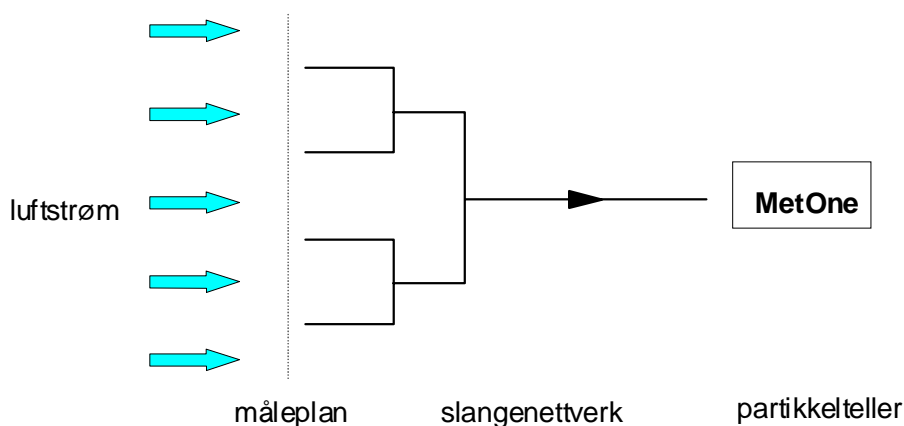 luftstrøm
MetOne
måleplan
slangenettverk
partikkelteller